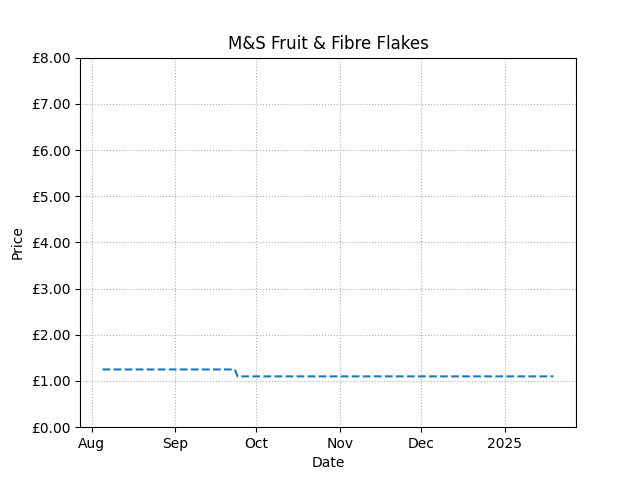 M&S Fruit & Fibre Flakes
£8.00
£7.00
£6.00
£5.00
£4.00
£3.00
£2.00
£1.00
£0.00
Price
Aug Sep Oct Nov Dec 2025
Date